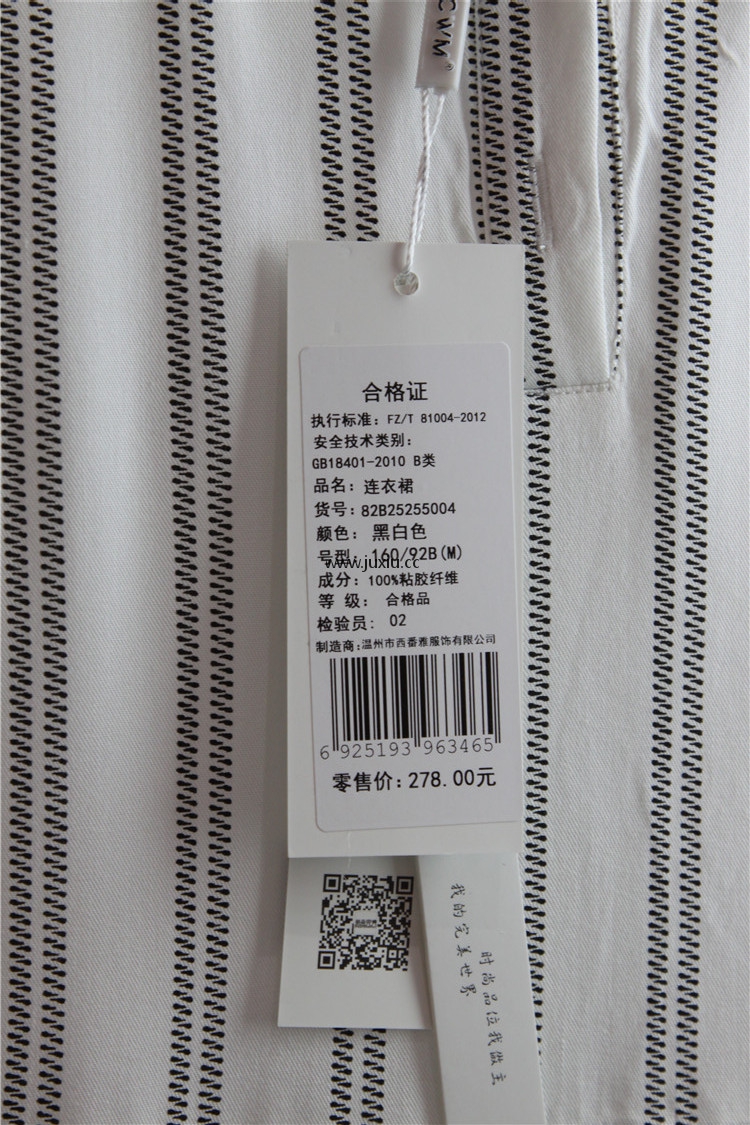 CWM®
合格证
执行标准：FZ/T 81004-2012
安全技术类别：
GB18401-2010 B类
品名：连衣裙
货号：82B25255004
颜色：黑白色
号型：160/92B(M)
www.juxiu.cc
成分：100%粘胶纤维
等 级： 合格品
检验员：02
制造商：温州市西番雅服饰有限公司
6 925193 963465
零售价：278.00元
我的完美世界
时尚品位我做主